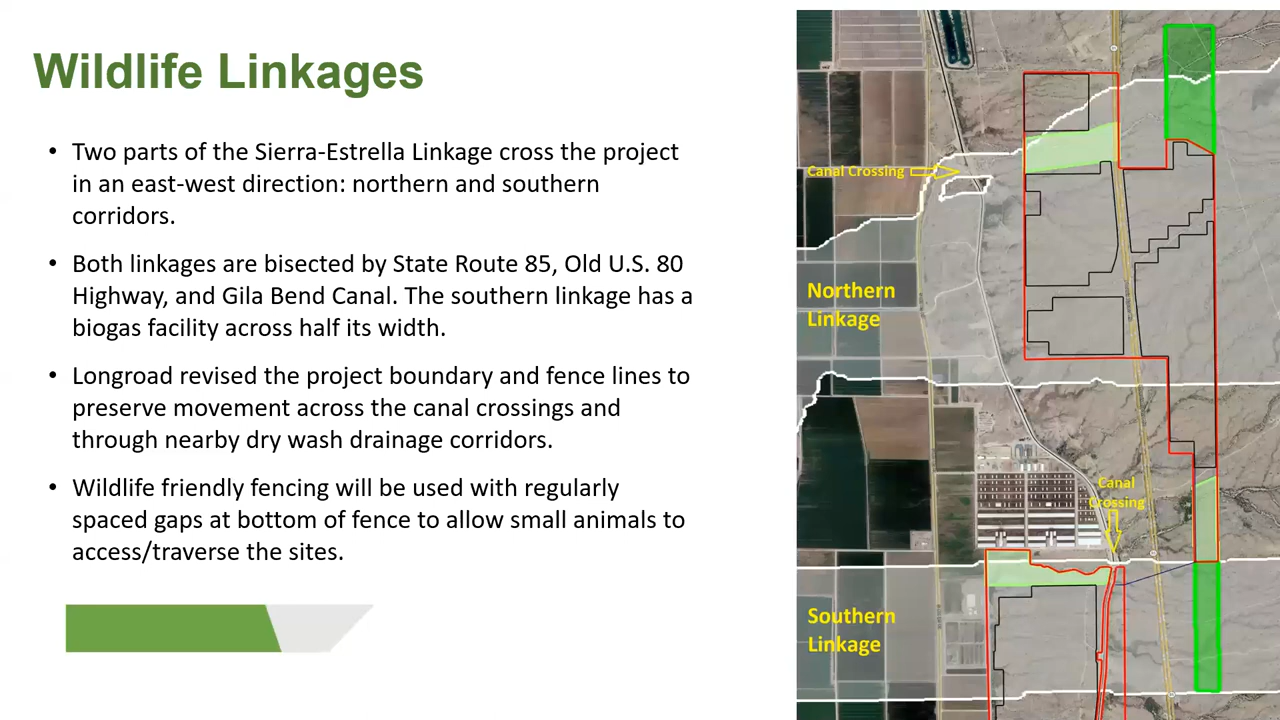 Wildlife Linkages
• Two parts of the Sierra-Estrella Linkage cross the project
in an east-west direction: northern and southern
corridors.
• Both linkages are bisected by State Route 85, Old U.S. 80
Highway, and Gila Bend Canal. The southern linkage has a
biogas facility across half its width.
• Longroad revised the project boundary and fence lines to
preserve movement across the canal crossings and
through nearby dry wash drainage corridors.
• Wildlife friendly fencing will be used with regularly
spaced gaps at bottom of fence to allow small animals to
access/traverse the sites.
Canal Crossing
Northern
Linkage
Canal
Crossing
Southern
Linkage